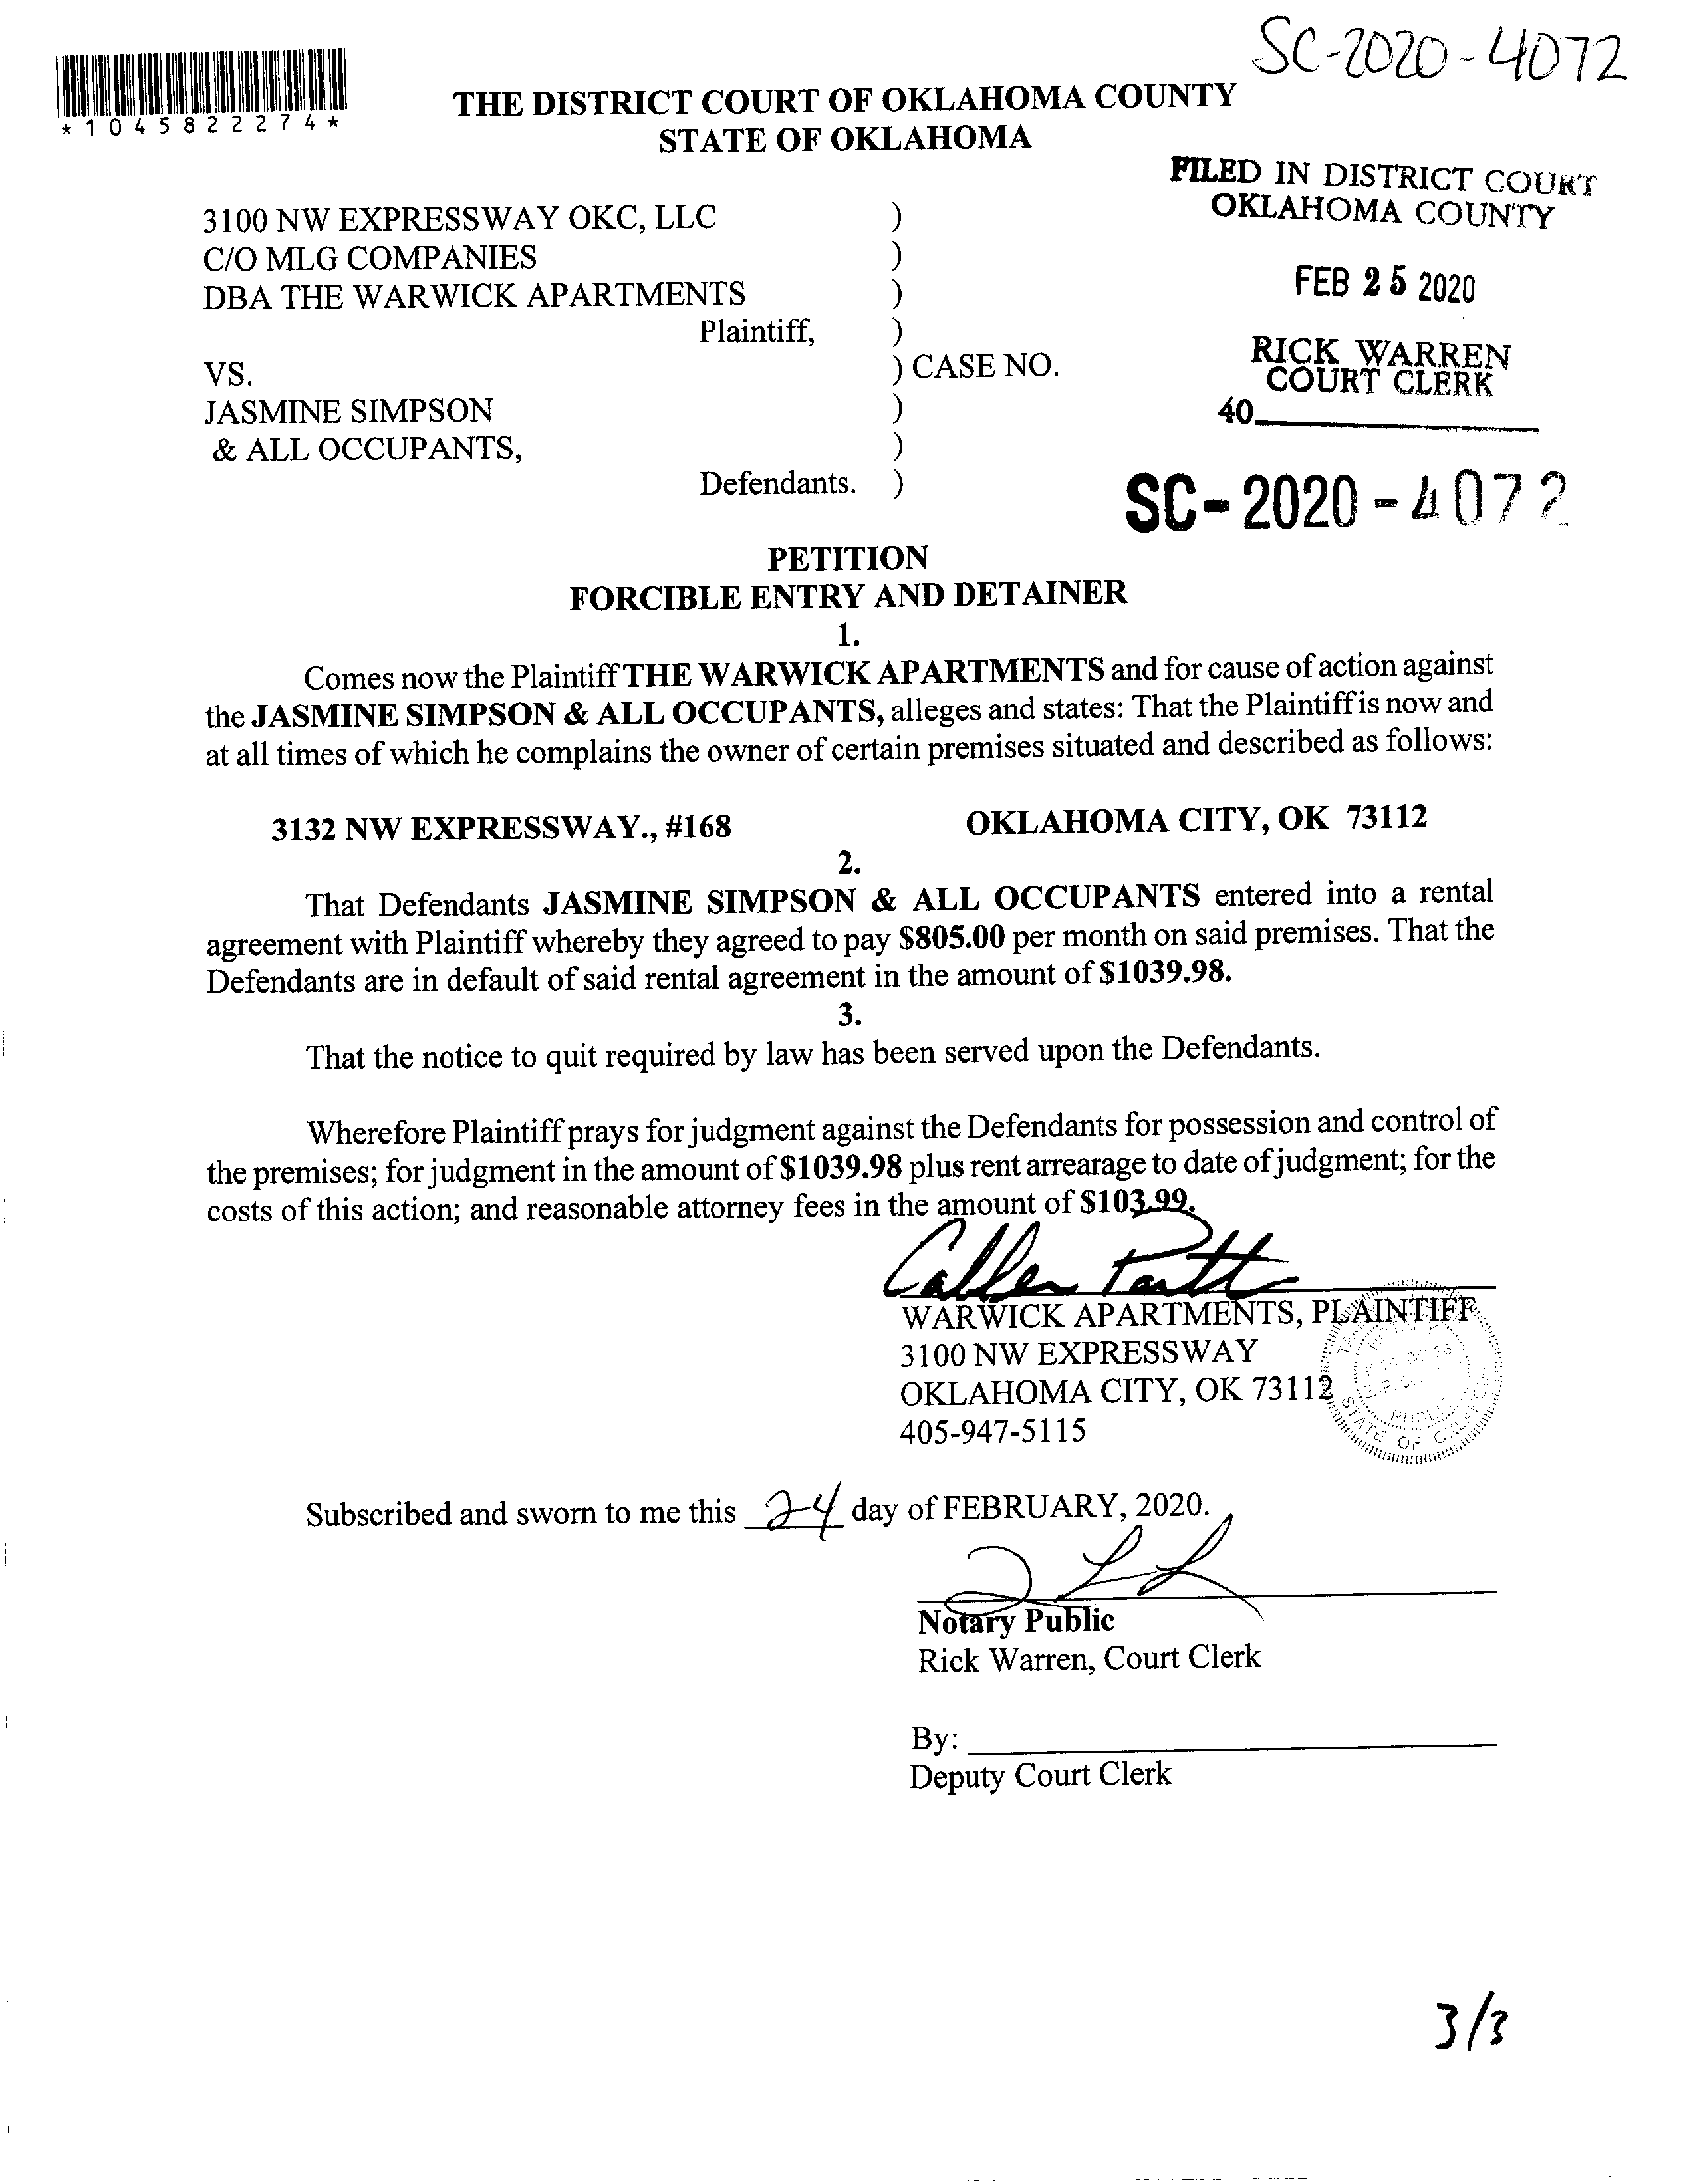 SC-2020-4072
*1045822274*
THE DISTRICT COURT OF OKLAHOMA COUNTY
STATE OF OKLAHOMA
FILED IN DISTRICT COURT
OKLAHOMA COUNTY
FEB 25 2020
RICK WARREN
COURT CLERK
40
SC-2020-4072
3100 NW EXPRESSWAY OKC, LLC )
C/O MLG COMPANIES )
DBA THE WARWICK APARTMENTS )
Plaintiff, )
VS. ) CASE NO.
JASMINE SIMPSON )
& ALL OCCUPANTS, )
Defendants. )
PETITION
FORCIBLE ENTRY AND DETAINER
1.
Comes now the Plaintiff THE WARWICK APARTMENTS and for cause of action against
the JASMINE SIMPSON & ALL OCCUPANTS, alleges and states: That the Plaintiff is now and
at all times of which he complains the owner of certain premises situated and described as follows:
3132 NW EXPRESSWAY., #168 OKLAHOMA CITY, OK 73112
2.
That Defendants JASMINE SIMPSON & ALL OCCUPANTS entered into a rental
agreement with Plaintiff whereby they agreed to pay $805.00 per month on said premises. That the
Defendants are in default of said rental agreement in the amount of $1039.98.
3.
That the notice to quit required by law has been served upon the Defendants.
Wherefore Plaintiff prays for judgment against the Defendants for possession and control of
the premises; for judgment in the amount of $1039.98 plus rent arrearage to date of judgment; for the
costs of this action; and reasonable attorney fees in the amount of $103.99.
WARWICK APARTMENTS, PLAINTIFF
3100 NW EXPRESSWAY
OKLAHOMA CITY, OK 73112
405-947-5115
STATE OF
Subscribed and sworn to me this 24 day of FEBRUARY, 2020.
Notary Public
Rick Warren, Court Clerk
By:
Deputy Court Clerk
3/3